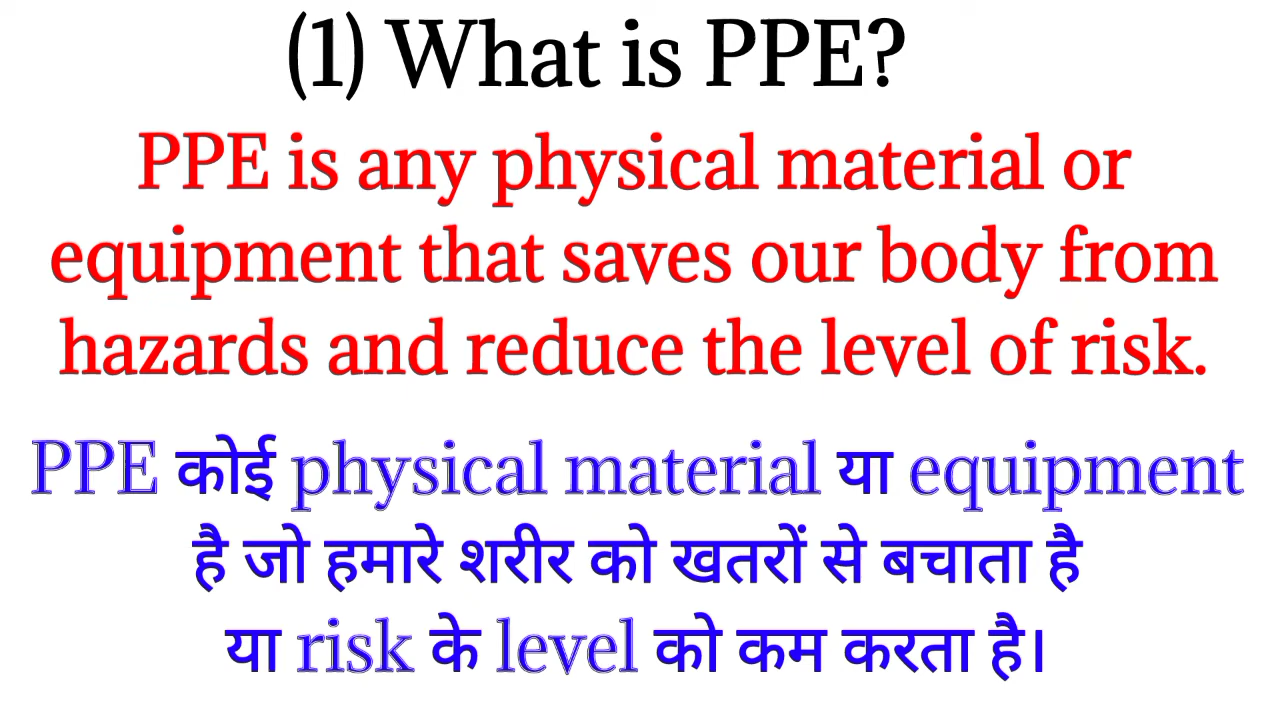 (1) What is PPE?
PPE is any physical material or
equipment that saves our body from
hazards and reduce the level of risk.
PPE कोई physical material या equipment
है जो हमारे शरीर को खतरों से बचाता है
या risk के level को कम करता है।